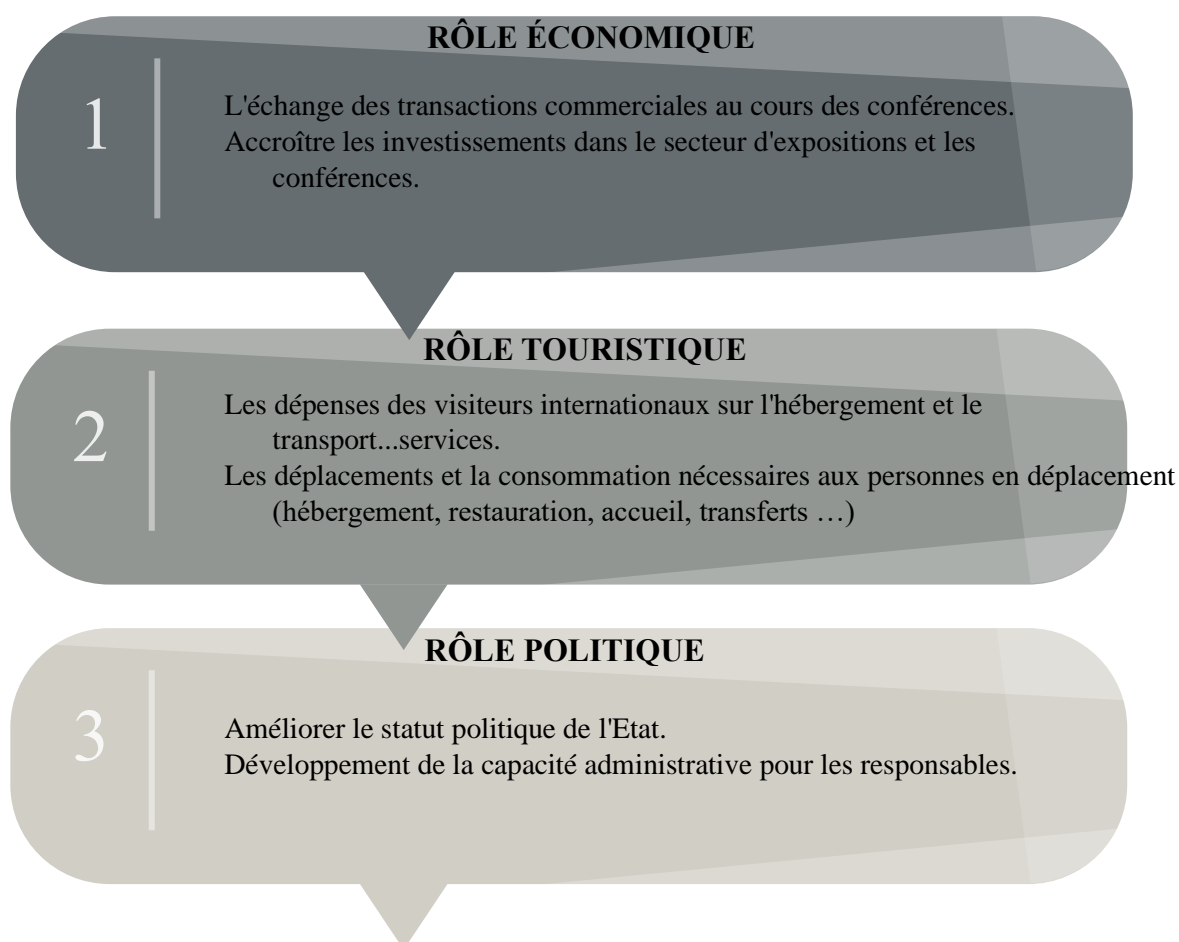 RÔLE ÉCONOMIQUE
1
L'échange des transactions commerciales au cours des conférences.
Accroître les investissements dans le secteur d'expositions et les
conférences.
RÔLE TOURISTIQUE
2
Les dépenses des visiteurs internationaux sur l'hébergement et le
transport...services.
Les déplacements et la consommation nécessaires aux personnes en déplacement
(hébergement, restauration, accueil, transferts …)
RÔLE POLITIQUE
3
Améliorer le statut politique de l'Etat.
Développement de la capacité administrative pour les responsables.